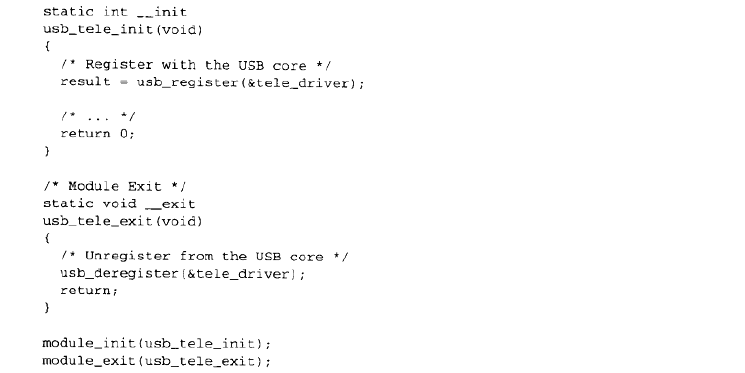 static int __init
usb_tele_init(void)
{
/* Register with the USB core */
result = usb_register(&tele_driver);
/* ... */
return 0;
}
/* Module Exit */
static void __exit
usb_tele_exit(void)
{
/* Unregister from the USB core */
usb_deregister(&tele_driver);
return;
}
module_init(usb_tele_init);
module_exit(usb_tele_exit);